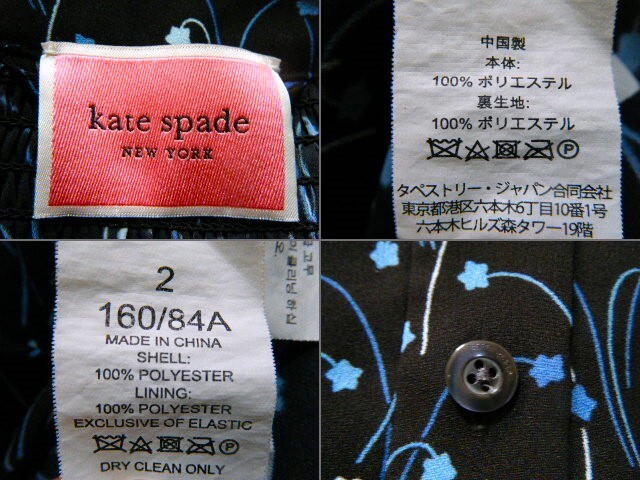 kate spade
NEW YORK
中国製
本体:
100% ポリエステル
裏生地:
100% ポリエステル
タペストリー・ジャパン合同会社
東京都港区六本木6丁目10番1号
六本木ヒルズ森タワー19階
2
160/84A
MADE IN CHINA
SHELL:
100% POLYESTER
LINING:
100% POLYESTER
EXCLUSIVE OF ELASTIC
DRY CLEAN ONLY